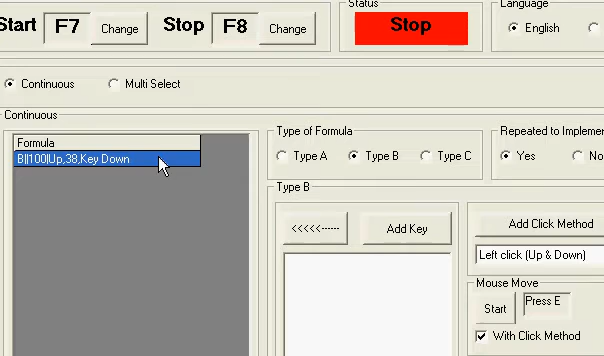 Start F7 Change Stop F8 Change
Status
Stop
Language
English
Continuous Multi Select
Continuous
Formula
B||100|Up,38,Key Down
Type of Formula
Type A Type B Type C
Repeated to Implemen
Yes No
Type B
<<<<<------ Add Key
Add Click Method
Left click (Up & Down)
Mouse Move
Start Press E
With Click Method